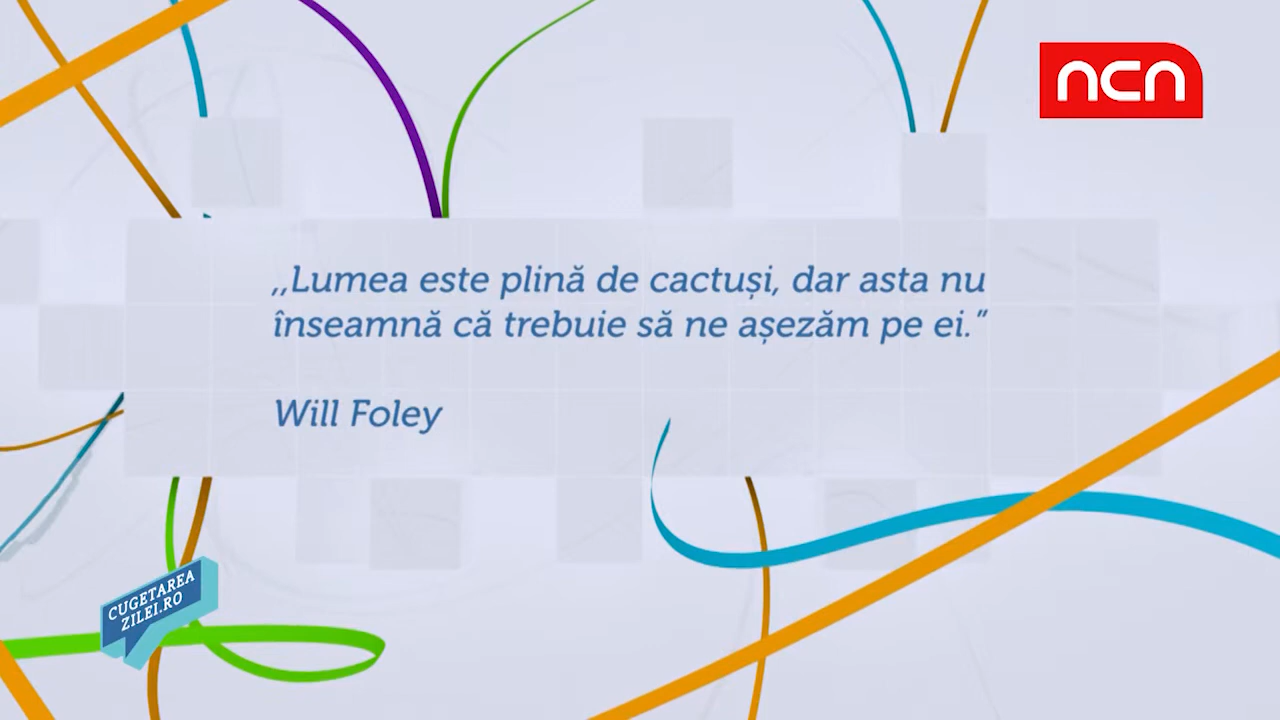 ncn
,,Lumea este plină de cactuși, dar asta nu
înseamnă că trebuie să ne așezăm pe ei.”
Will Foley
CUGETAREA
ZILEI.RO